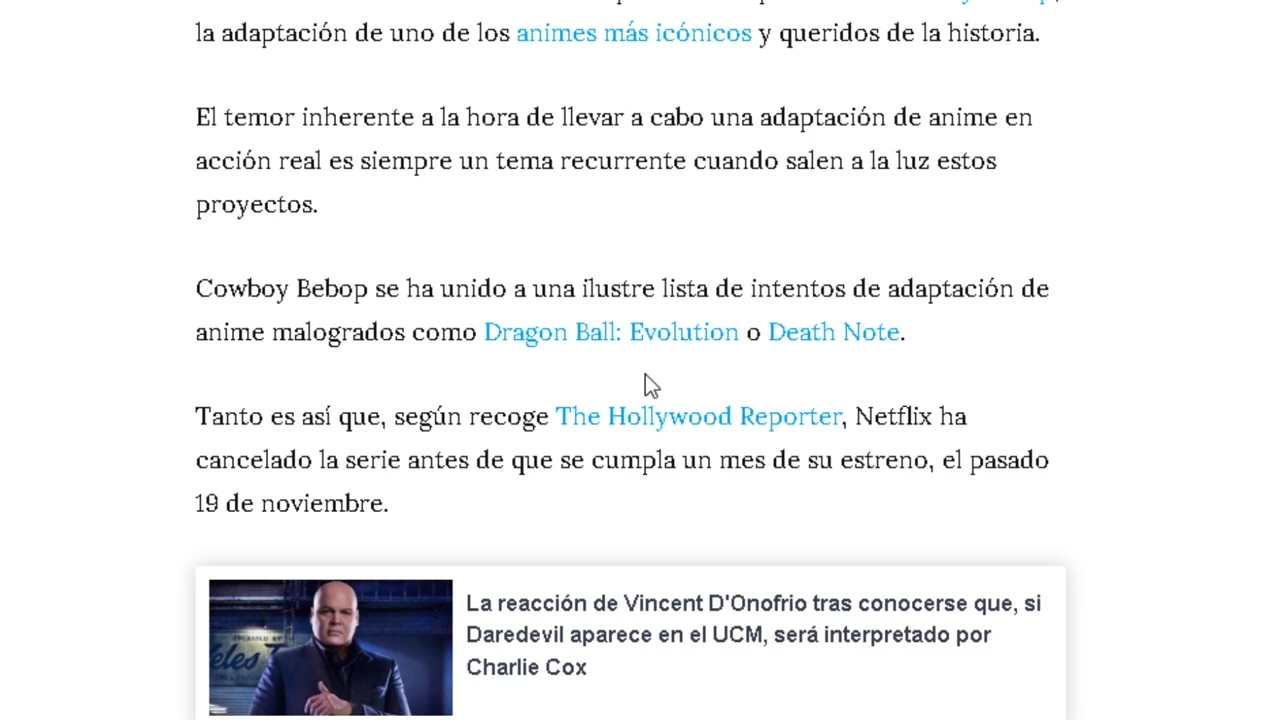 la adaptación de uno de los animes más icónicos y queridos de la historia.
El temor inherente a la hora de llevar a cabo una adaptación de anime en
acción real es siempre un tema recurrente cuando salen a la luz estos
proyectos.
Cowboy Bebop se ha unido a una ilustre lista de intentos de adaptación de
anime malogrados como Dragon Ball: Evolution o Death Note.
Tanto es así que, según recoge The Hollywood Reporter, Netflix ha
cancelado la serie antes de que se cumpla un mes de su estreno, el pasado
19 de noviembre.
La reacción de Vincent D'Onofrio tras conocerse que, si
Daredevil aparece en el UCM, será interpretado por
Charlie Cox